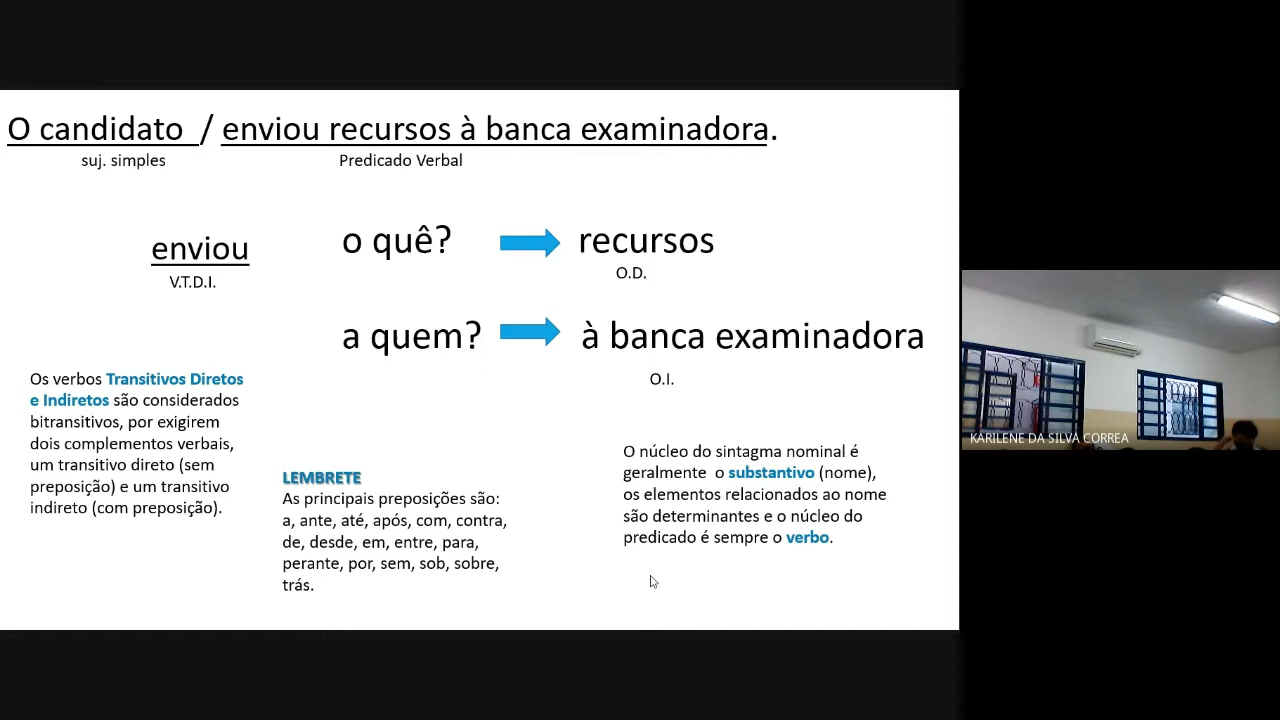 O candidato / enviou recursos à banca examinadora.
suj. simples Predicado Verbal
enviou o quê? recursos
V.T.D.I. O.D.
a quem? à banca examinadora
O.I.
Os verbos Transitivos Diretos
e Indiretos são considerados
bitransitivos, por exigirem
dois complementos verbais,
um transitivo direto (sem
preposição) e um transitivo
indireto (com preposição).
LEMBRETE
As principais preposições são:
a, ante, até, após, com, contra,
de, desde, em, entre, para,
perante, por, sem, sob, sobre,
trás.
O núcleo do sintagma nominal é
geralmente o substantivo (nome),
os elementos relacionados ao nome
são determinantes e o núcleo do
predicado é sempre o verbo.
KARILENE DA SILVA CORREA